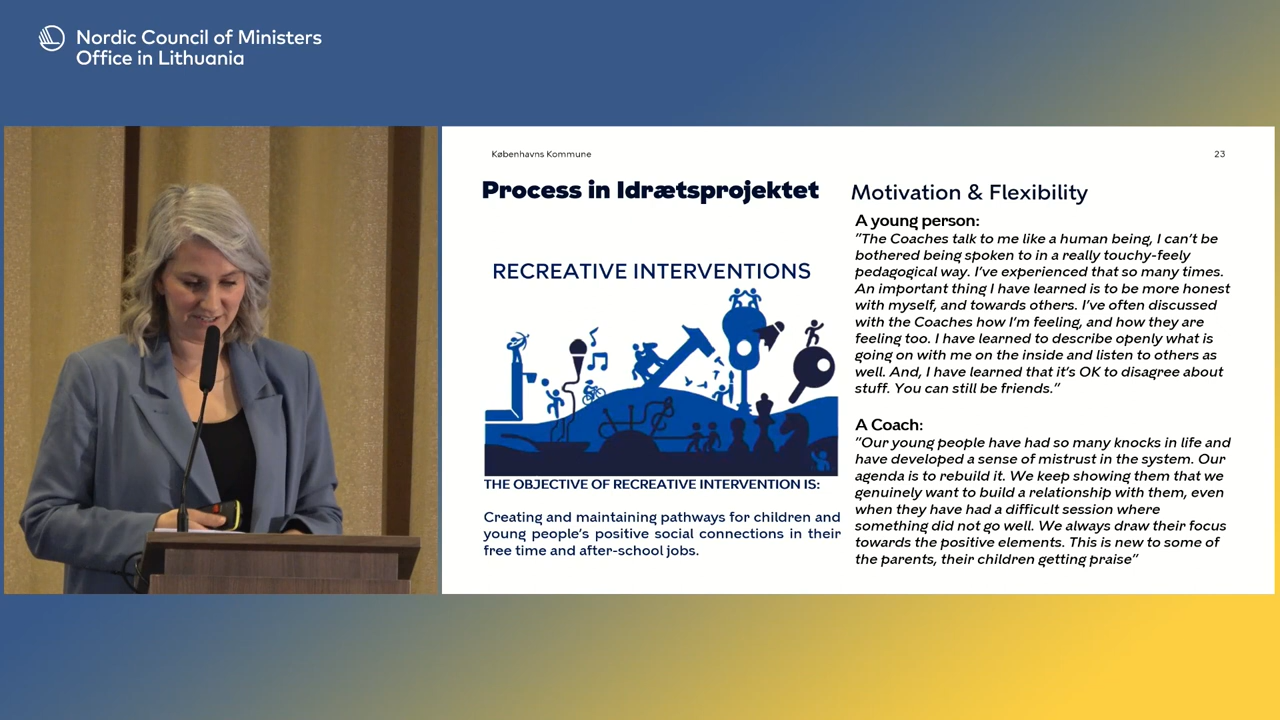 Nordic Council of Ministers
Office in Lithuania
Københavns Kommune
23
Process in Idrætsprojektet
RECREATIVE INTERVENTIONS
THE OBJECTIVE OF RECREATIVE INTERVENTION IS:
Creating and maintaining pathways for children and
young people's positive social connections in their
free time and after-school jobs.
Motivation & Flexibility
A young person:
"The Coaches talk to me like a human being, I can't be
bothered being spoken to in a really touchy-feely
pedagogical way. I've experienced that so many times.
An important thing I have learned is to be more honest
with myself, and towards others. I've often discussed
with the Coaches how I'm feeling, and how they are
feeling too. I have learned to describe openly what is
going on with me on the inside and listen to others as
well. And, I have learned that it's OK to disagree about
stuff. You can still be friends."
A Coach:
"Our young people have had so many knocks in life and
have developed a sense of mistrust in the system. Our
agenda is to rebuild it. We keep showing them that we
genuinely want to build a relationship with them, even
when they have had a difficult session where
something did not go well. We always draw their focus
towards the positive elements. This is new to some of
the parents, their children getting praise"